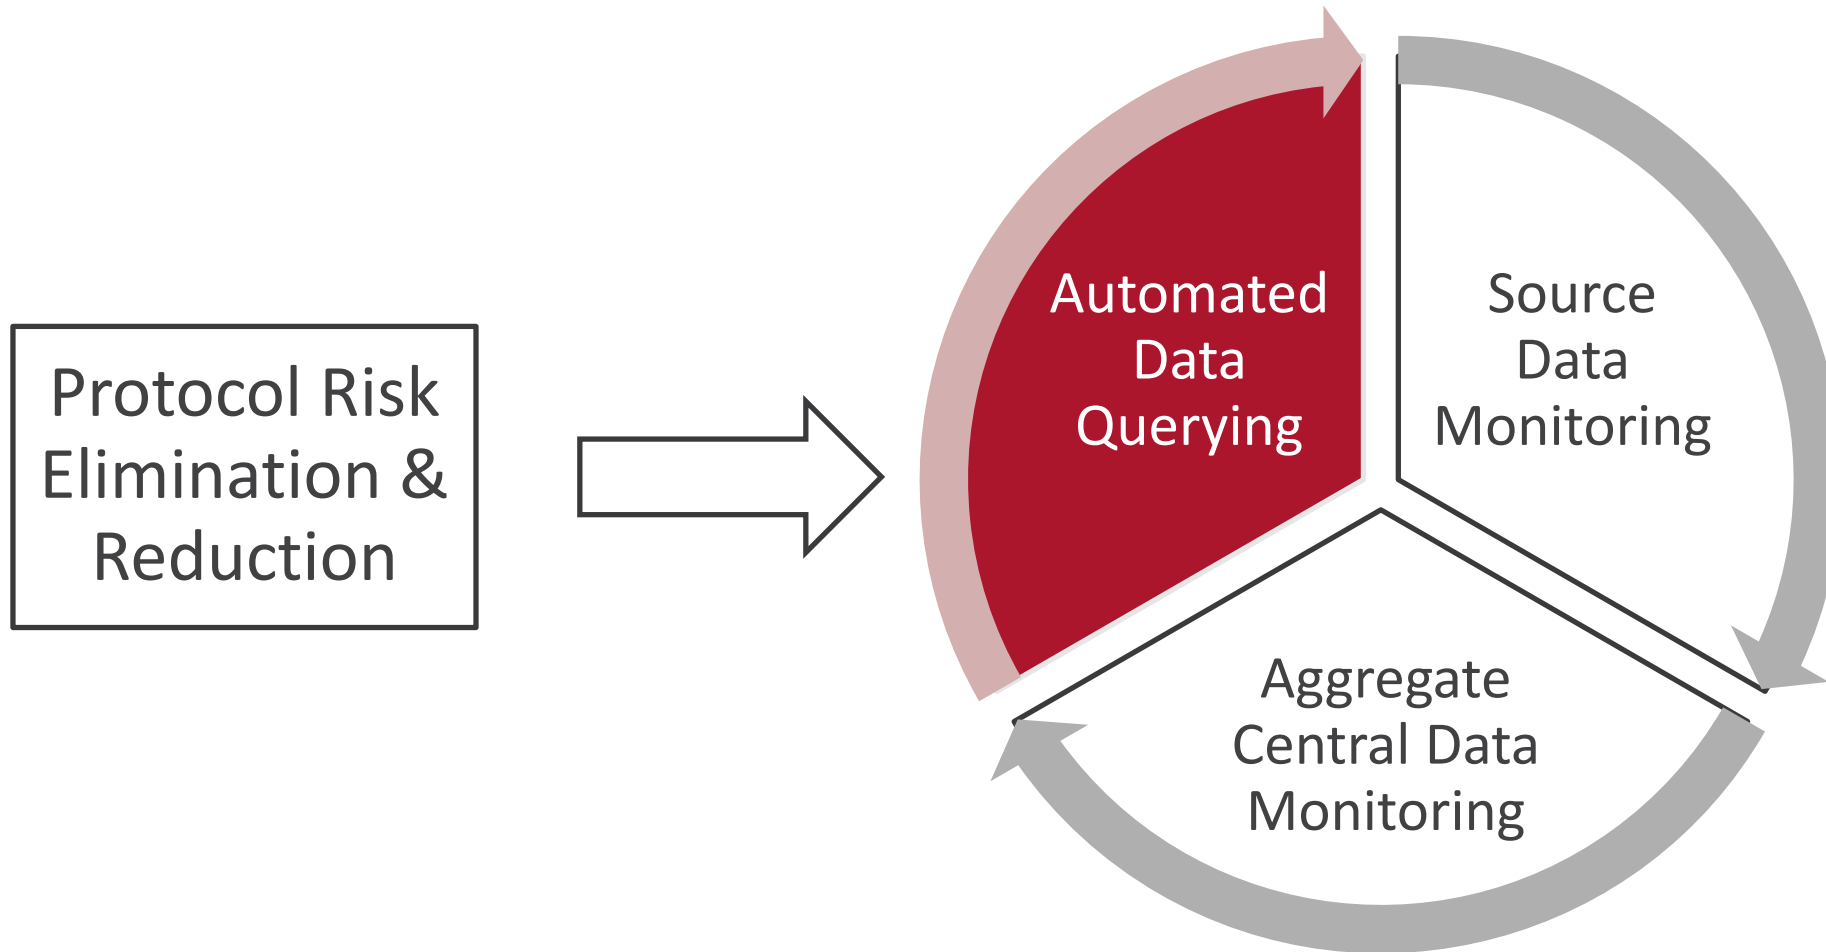 Protocol Risk
Elimination &
Reduction
Automated
Data
Querying
Source
Data
Monitoring
Aggregate
Central Data
Monitoring